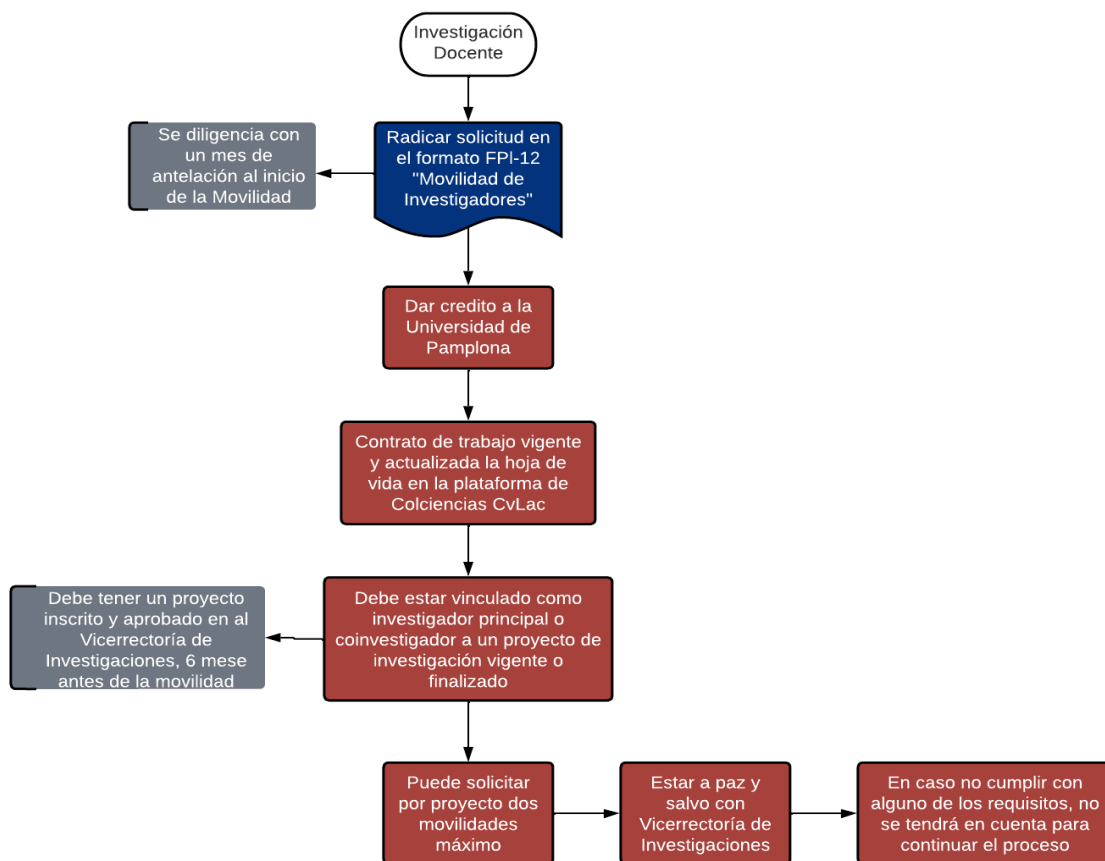 Investigación
Docente
Se diligencia con
un mes de
antelación al inicio
de la Movilidad
Radicar solicitud en
el formato FPI-12
"Movilidad de
Investigadores"
Dar credito a la
Universidad de
Pamplona
Contrato de trabajo vigente
y actualizada la hoja de
vida en la plataforma de
Colciencias CvLac
Debe tener un proyecto
inscrito y aprobado en al
Vicerrectoría de
Investigaciones, 6 mese
antes de la movilidad
Debe estar vinculado como
investigador principal o
coinvestigador a un proyecto de
investigación vigente o
finalizado
Puede solicitar
por proyecto dos
movilidades
máximo
Estar a paz y
salvo con
Vicerrectoría de
Investigaciones
En caso no cumplir con
alguno de los requisitos, no
se tendrá en cuenta para
continuar el proceso